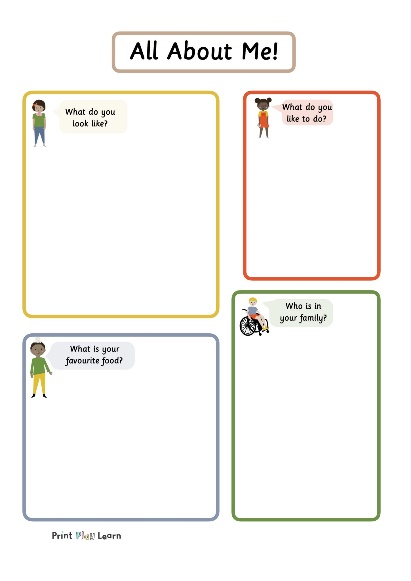 All About Me!
What do you
look like?
What do you
like to do?
What is your
favourite food?
Who is in
your family?
Print Play Learn